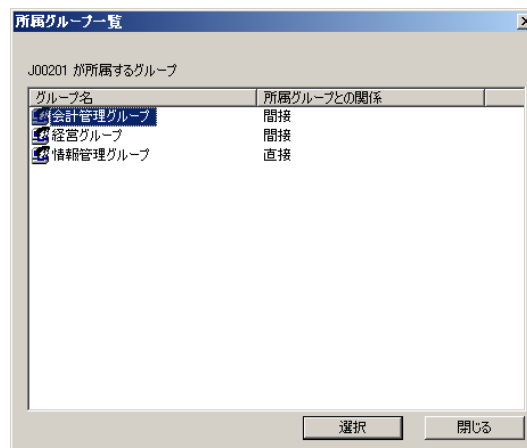 所属グループ一覧
J00201 が所属するグループ
グループ名 所属グループとの関係
会計管理グループ 間接
経営グループ 間接
情報管理グループ 直接
選択 閉じる